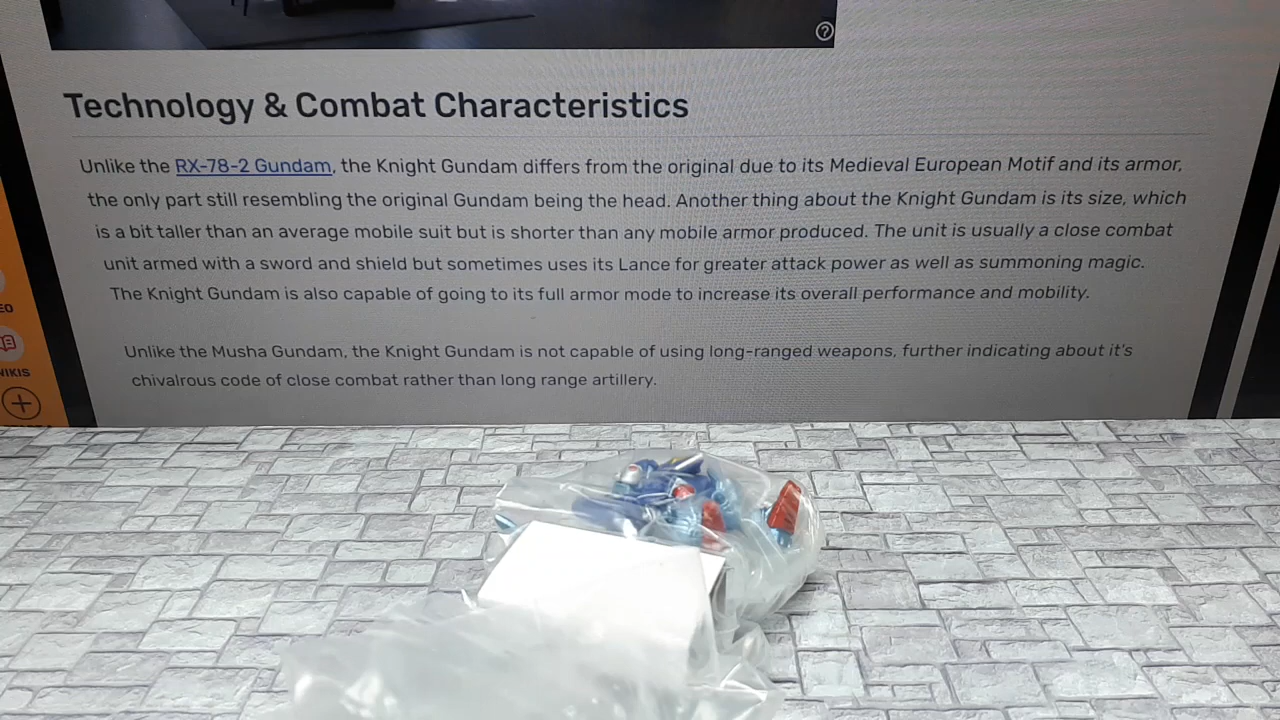 Technology & Combat Characteristics
Unlike the RX-78-2 Gundam, the Knight Gundam differs from the original due to its Medieval European Motif and its armor,
the only part still resembling the original Gundam being the head. Another thing about the Knight Gundam is its size, which
is a bit taller than an average mobile suit but is shorter than any mobile armor produced. The unit is usually a close combat
unit armed with a sword and shield but sometimes uses its Lance for greater attack power as well as summoning magic.
The Knight Gundam is also capable of going to its full armor mode to increase its overall performance and mobility.
Unlike the Musha Gundam, the Knight Gundam is not capable of using long-ranged weapons, further indicating about it's
chivalrous code of close combat rather than long range artillery.